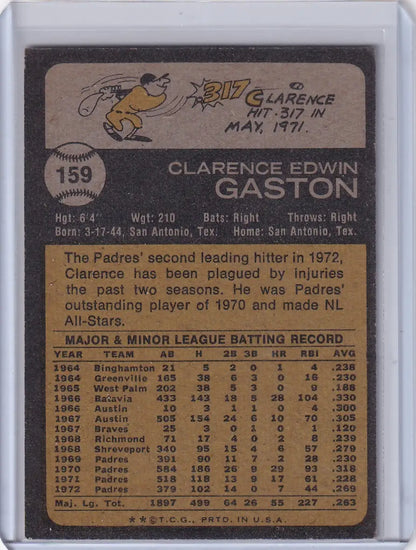 317 CLARENCE
HIT .317 IN
MAY, 1971.
159
CLARENCE EDWIN
GASTON
Hgt: 6'4" Wgt: 210 Bats: Right Throws: Right
Born: 3-17-44, San Antonio, Tex. Home: San Antonio, Tex.
The Padres' second leading hitter in 1972,
Clarence has been plagued by injuries
the past two seasons. He was Padres'
outstanding player of 1970 and made NL
All-Stars.
MAJOR & MINOR LEAGUE BATTING RECORD
YEAR TEAM AB H 2B 3B HR RBI AVG
1964 Binghamton 21 5 2 0 1 4 .238
1964 Greenville 165 38 6 3 0 16 .230
1965 West Palm 202 38 5 3 0 9 .188
1966 Batavia 433 143 18 5 28 104 .330
1966 Austin 10 3 1 1 0 4 .300
1967 Austin 505 154 24 6 10 70 .305
1967 Braves 25 3 0 1 0 1 .120
1968 Richmond 71 17 4 0 2 8 .239
1968 Shreveport 340 95 15 4 6 57 .279
1969 Padres 391 90 11 7 2 28 .230
1970 Padres 584 186 26 9 29 93 .318
1971 Padres 518 118 13 9 17 61 .228
1972 Padres 379 102 14 0 7 44 .269
Maj. Lg. Tot. 1897 499 64 26 55 227 .263
**©T.C.G., PRTD. IN U.S.A.